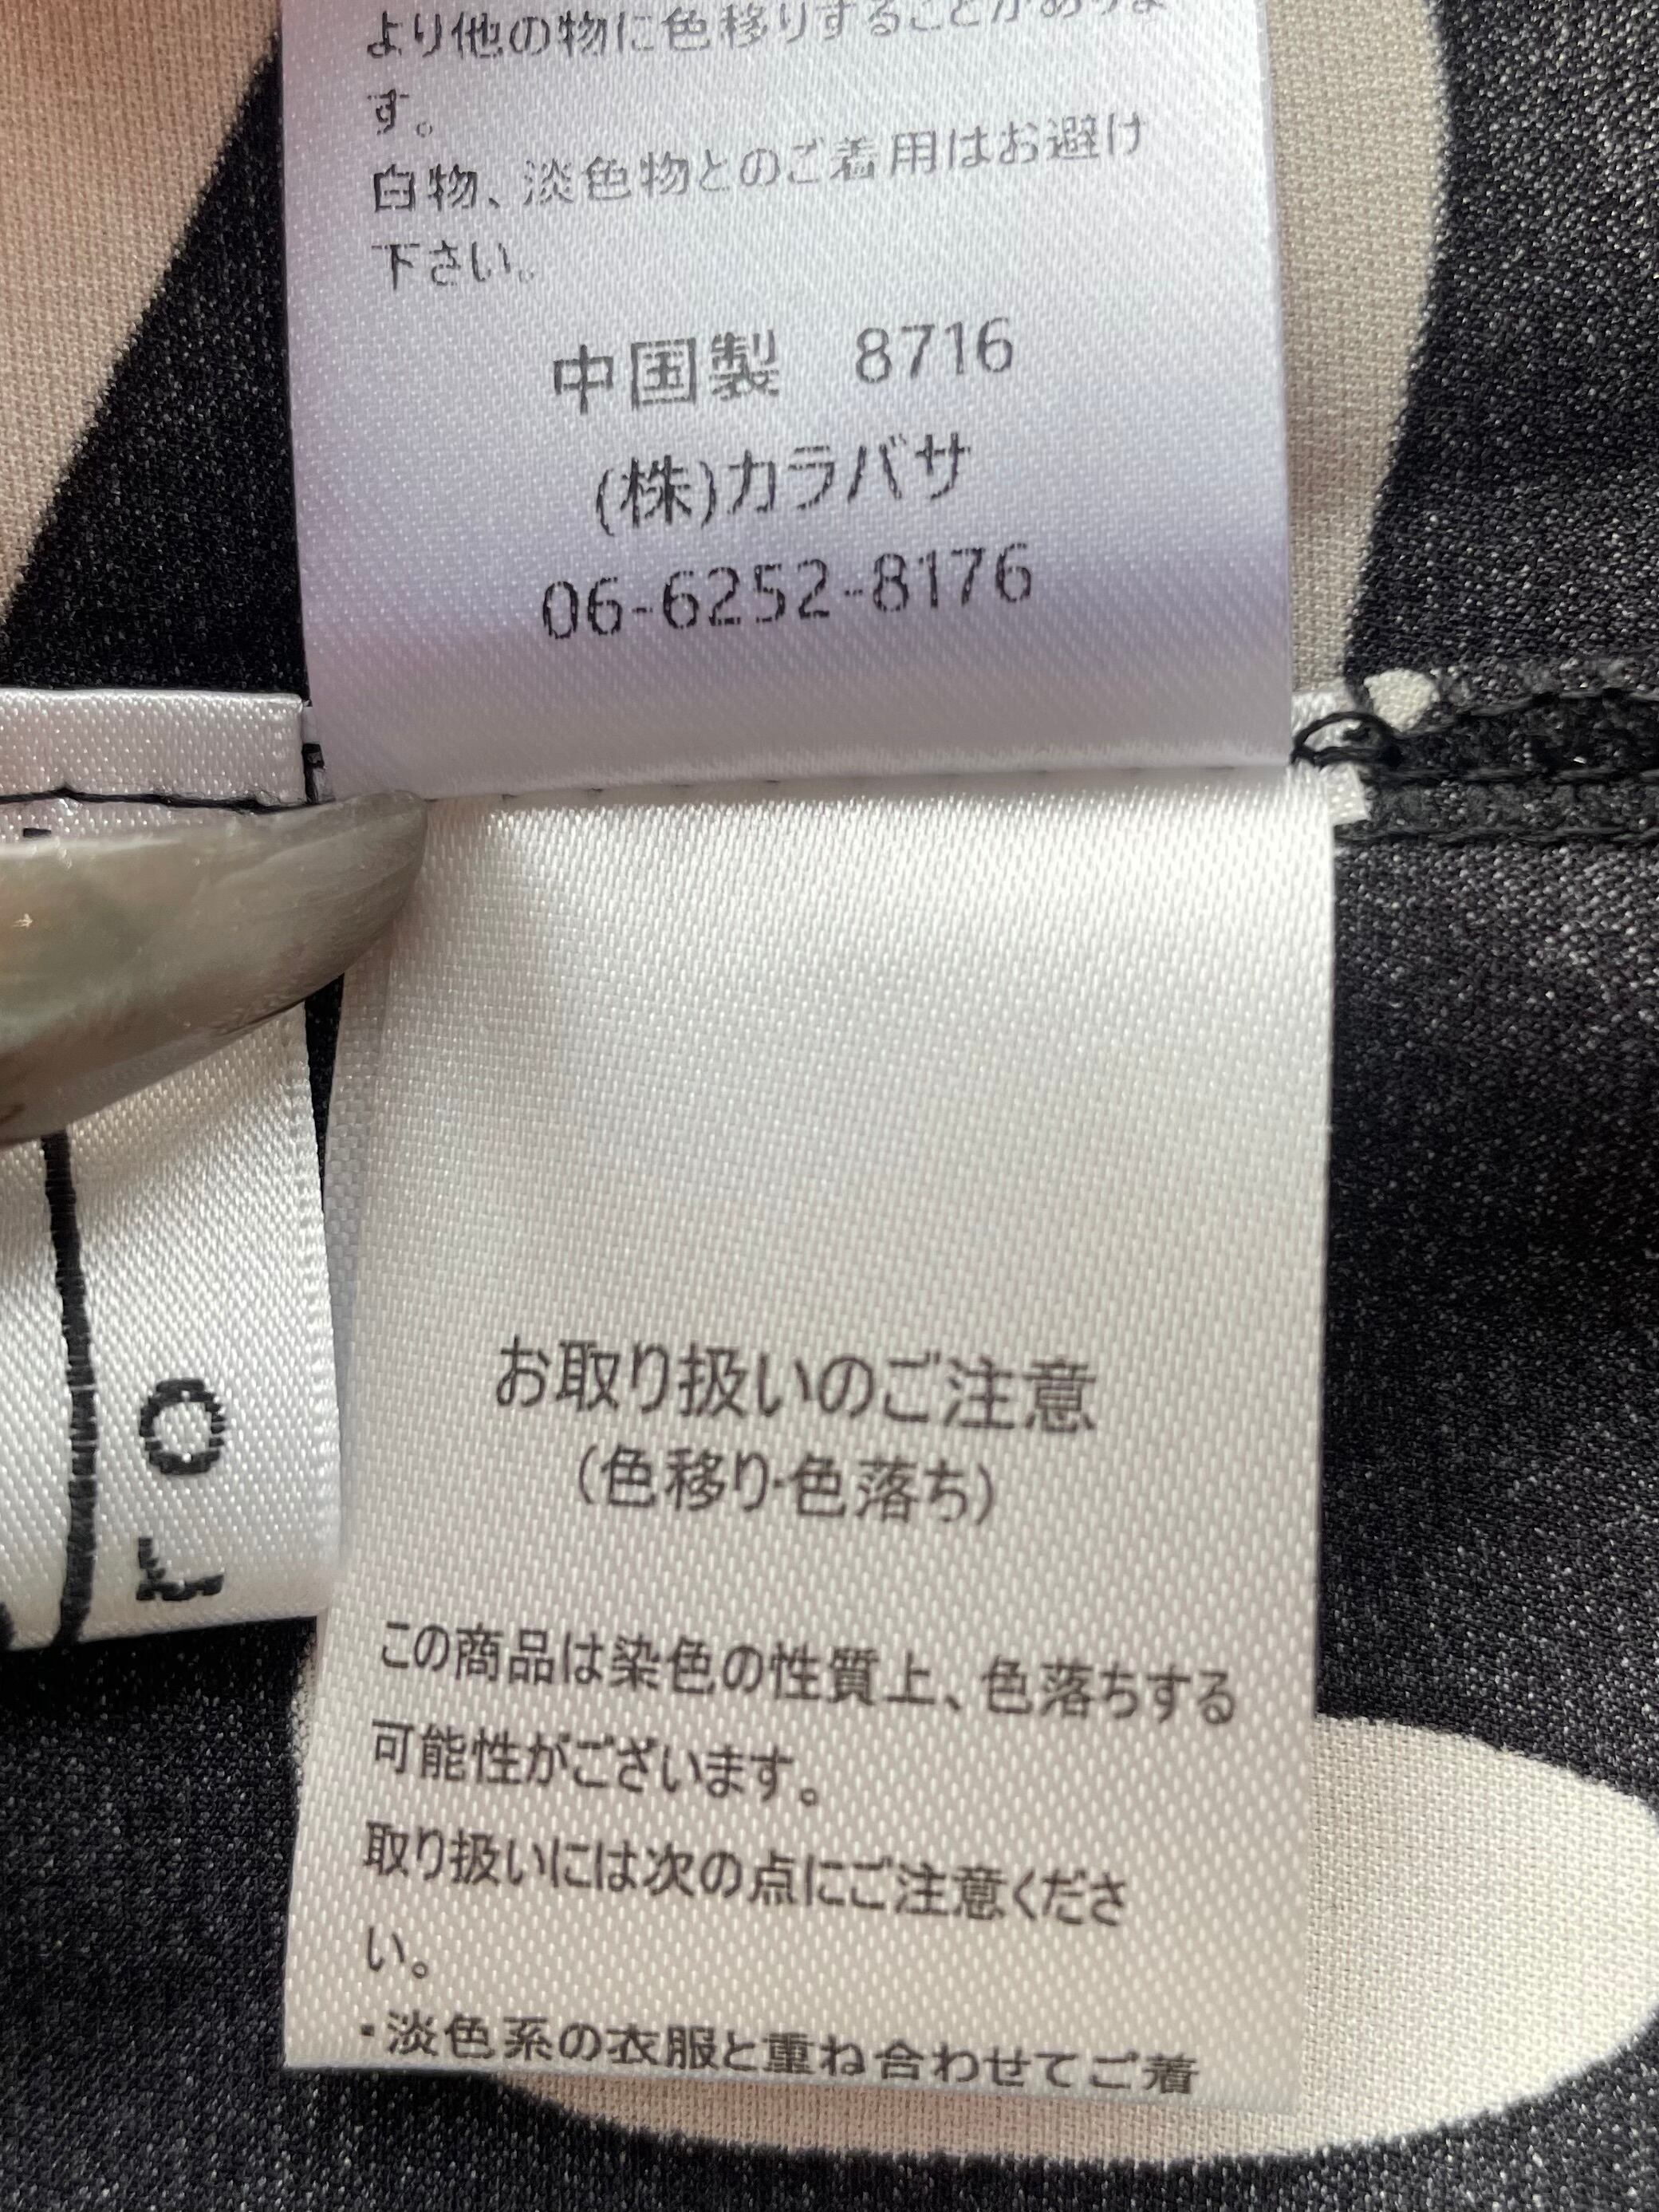 より他の物に色移りすることがありま
す。
白物、淡色物とのご着用はお避け
下さい。
中国製 8716
(株)カラバサ
06-6252-8176
お取り扱いのご注意
(色移り・色落ち)
この商品は染色の性質上、色落ちする
可能性がございます。
取り扱いには次の点にご注意くださ
い。
・淡色系の衣服と重ね合わせてご着